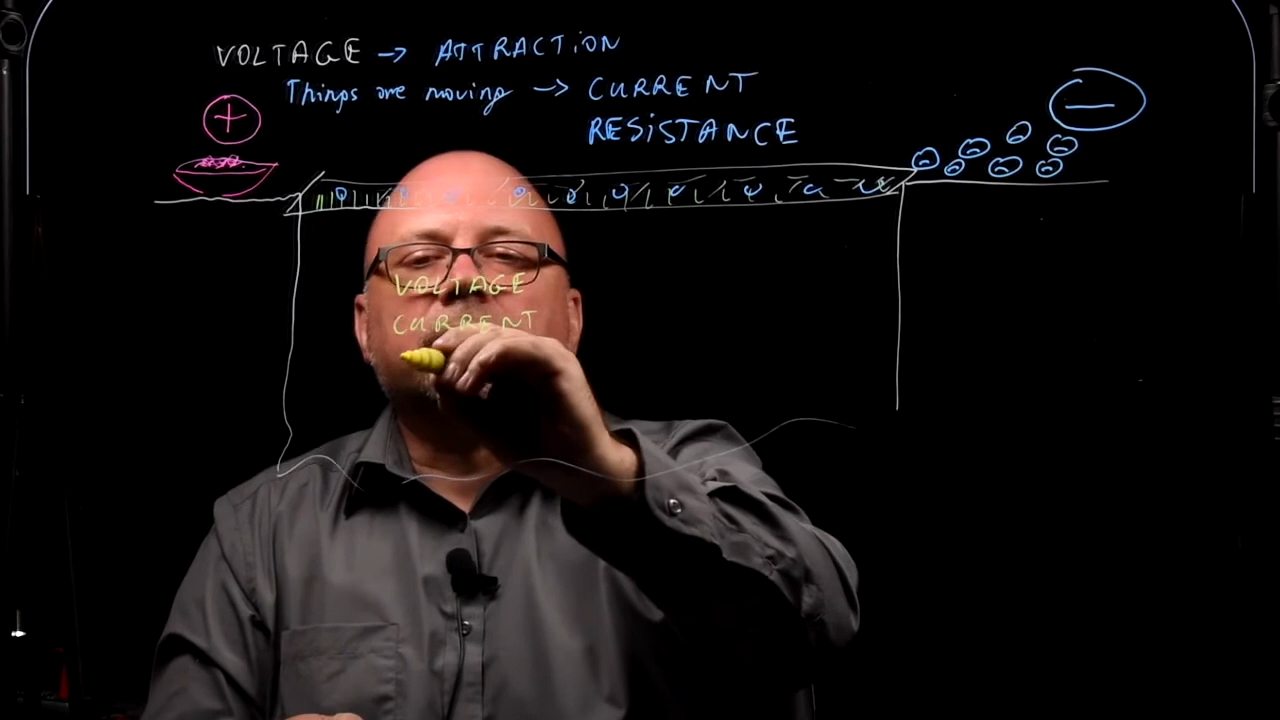 VOLTAGE → ATTRACTION
Things are moving → CURRENT
RESISTANCE
+
−
VOLTAGE
CURRENT